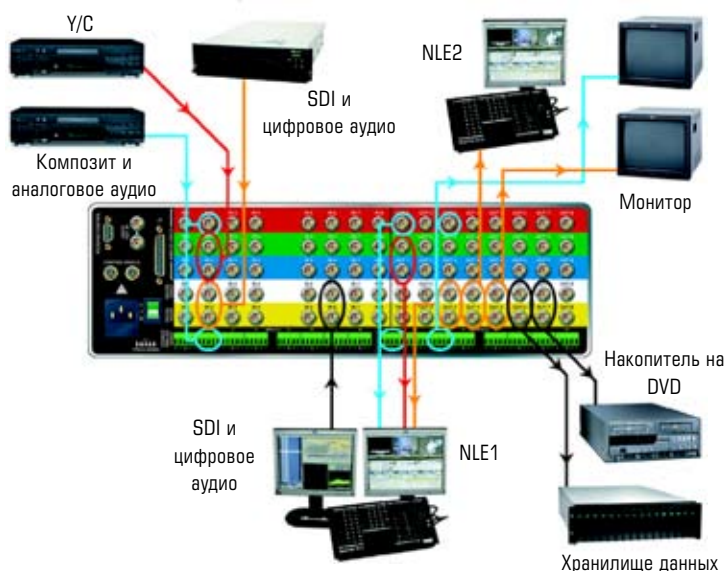 Y/C
SDI и
цифровое аудио
NLE2
Композит и
аналоговое аудио
Монитор
Накопитель на
DVD
SDI и
цифровое
аудио
NLE1
Хранилище данных